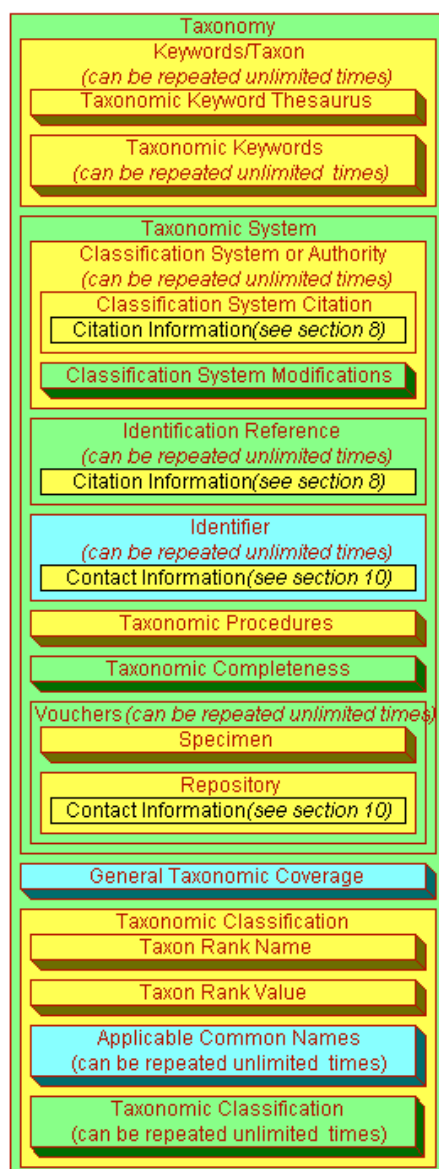 Taxonomy
Keywords/Taxon
(can be repeated unlimited times)
Taxonomic Keyword Thesaurus
Taxonomic Keywords
(can be repeated unlimited times)
Taxonomic System
Classification System or Authority
(can be repeated unlimited times)
Classification System Citation
Citation Information(see section 8)
Classification System Modifications
Identification Reference
(can be repeated unlimited times)
Citation Information(see section 8)
Identifier
(can be repeated unlimited times)
Contact Information(see section 10)
Taxonomic Procedures
Taxonomic Completeness
Vouchers(can be repeated unlimited times)
Specimen
Repository
Contact Information(see section 10)
General Taxonomic Coverage
Taxonomic Classification
Taxon Rank Name
Taxon Rank Value
Applicable Common Names
(can be repeated unlimited times)
Taxonomic Classification
(can be repeated unlimited times)